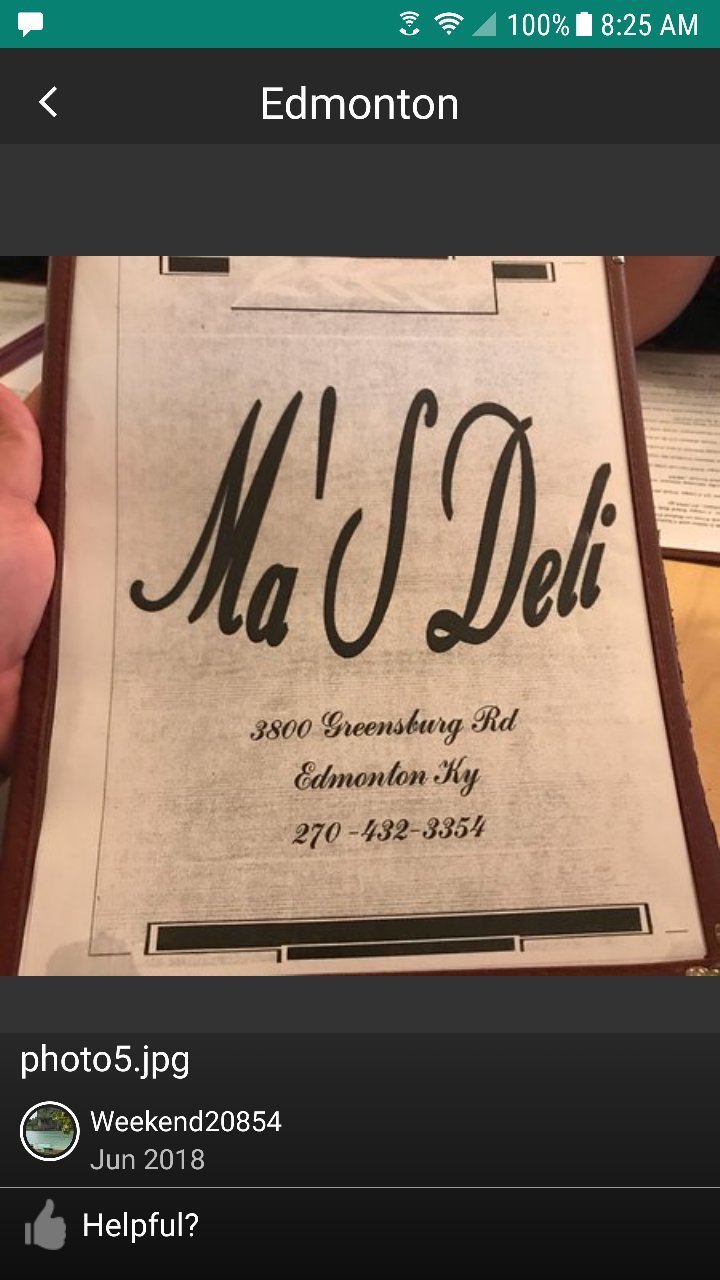 100% 8:25 AM
Edmonton
Ma's Deli
3800 Greensburg Rd
Edmonton Ky
270-432-3354
photo5.jpg
Weekend20854
Jun 2018
Helpful?